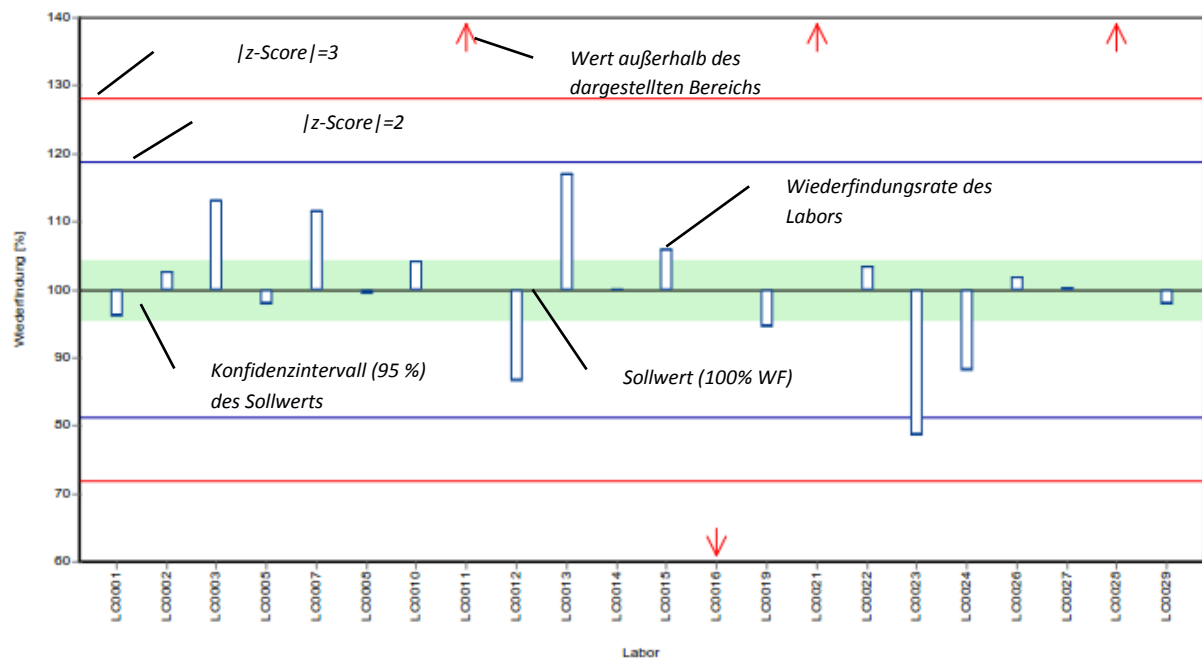 140
130
120
110
100
90
80
70
60
Wiederfindung [%]
|z-Score|=3
|z-Score|=2
Wert außerhalb des
dargestellten Bereichs
Wiederfindungsrate des
Labors
Konfidenzintervall (95 %)
des Sollwerts
Sollwert (100% WF)
LC0001
LC0002
LC0003
LC0005
LC0007
LC0008
LC0010
LC0011
LC0012
LC0013
LC0014
LC0015
LC0016
LC0019
LC0021
LC0022
LC0023
LC0024
LC0026
LC0027
LC0028
LC0029
Labor